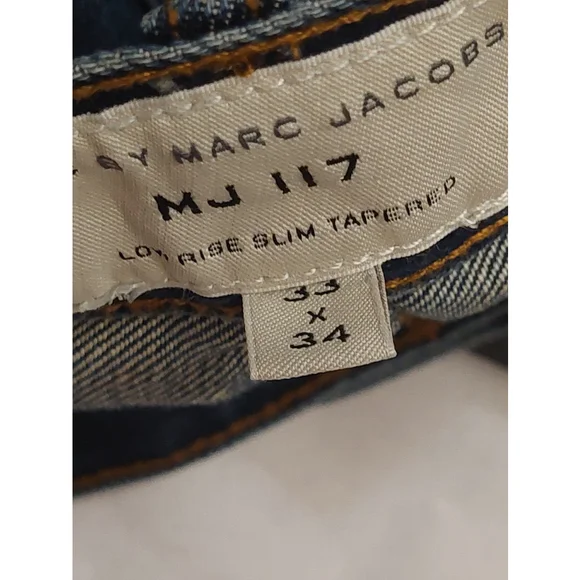 BY MARC JACOBS
MJ 117
LOW RISE SLIM TAPERED
33
X
34